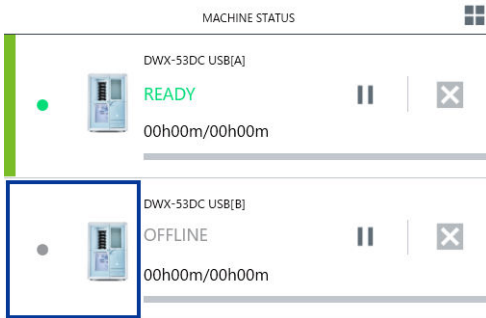 MACHINE STATUS
DWX-53DC USB[A]
READY
00h00m/00h00m
DWX-53DC USB[B]
OFFLINE
00h00m/00h00m